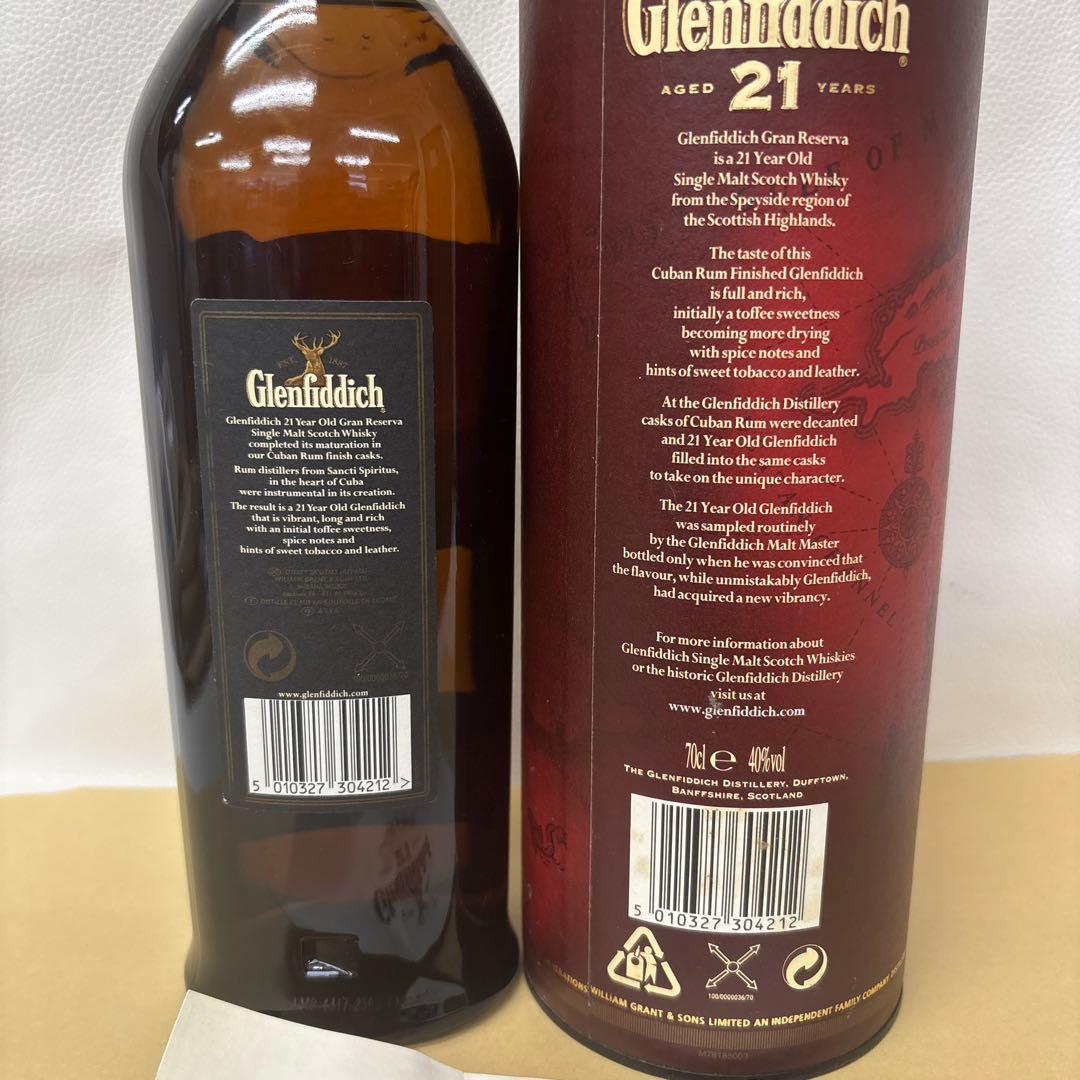 EST. 1887
Glenfiddich
Glenfiddich 21 Year Old Gran Reserva
Single Malt Scotch Whisky
completed its maturation in
our Cuban Rum finish casks.
Rum distillers from Sancti Spiritus,
in the heart of Cuba
were instrumental in its creation.
The result is a 21 Year Old Glenfiddich
that is vibrant, long and rich
with an initial toffee sweetness,
spice notes and
hints of sweet tobacco and leather.
100/0000036/70
www.glenfiddich.com
5 010327 304212 >
Glenfiddich
AGED 21 YEARS
Glenfiddich Gran Reserva
is a 21 Year Old
Single Malt Scotch Whisky
from the Speyside region of
the Scottish Highlands.
The taste of this
Cuban Rum Finished Glenfiddich
is full and rich,
initially a toffee sweetness
becoming more drying
with spice notes and
hints of sweet tobacco and leather.
At the Glenfiddich Distillery
casks of Cuban Rum were decanted
and 21 Year Old Glenfiddich
filled into the same casks
to take on the unique character.
The 21 Year Old Glenfiddich
was sampled routinely
by the Glenfiddich Malt Master
bottled only when he was convinced that
the flavour, while unmistakably Glenfiddich,
had acquired a new vibrancy.
For more information about
Glenfiddich Single Malt Scotch Whiskies
or the historic Glenfiddich Distillery
visit us at
www.glenfiddich.com
70cl e 40%vol
THE GLENFIDDICH DISTILLERY, DUFFTOWN,
BANFFSHIRE, SCOTLAND
5 010327 304212
100/0000036/70
WILLIAM GRANT & SONS LIMITED AN INDEPENDENT FAMILY COMPANY